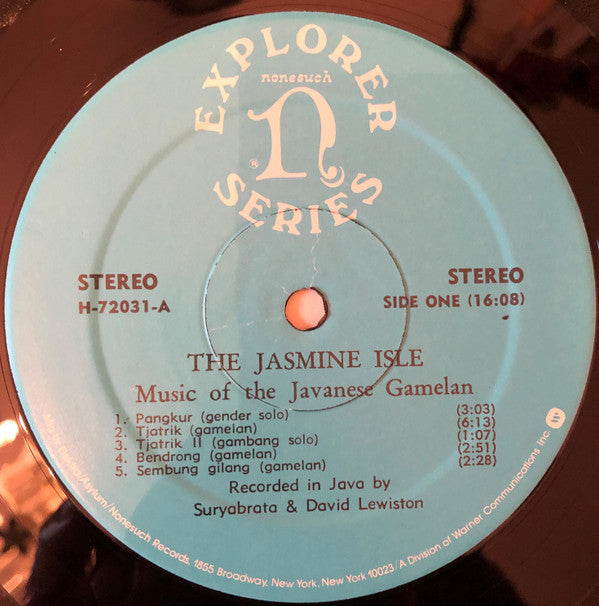 EXPLORER
nonesuch
n
®
SERIES
STEREO
H-72031-A
STEREO
SIDE ONE (16:08)
THE JASMINE ISLE
Music of the Javanese Gamelan
1. Pangkur (gender solo) (3:03)
2. Tjatrik (gamelan) (6:13)
3. Tjatrik II (gambang solo) (1:07)
4. Bendrong (gamelan) (2:51)
5. Sembung gilang (gamelan) (2:28)
Recorded in Java by
Suryabrata & David Lewiston
/Asylum/Nonesuch Records, 1855 Broadway, New York, New York 10023/A Division of Warner Communications Inc.